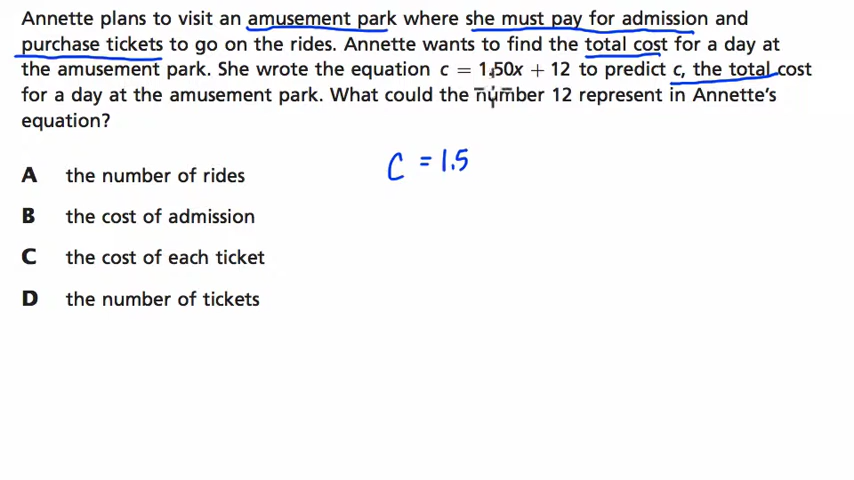 Annette plans to visit an amusement park where she must pay for admission and
purchase tickets to go on the rides. Annette wants to find the total cost for a day at
the amusement park. She wrote the equation c = 1.50x + 12 to predict c, the total cost
for a day at the amusement park. What could the number 12 represent in Annette's
equation?
C = 1.5
A the number of rides
B the cost of admission
C the cost of each ticket
D the number of tickets